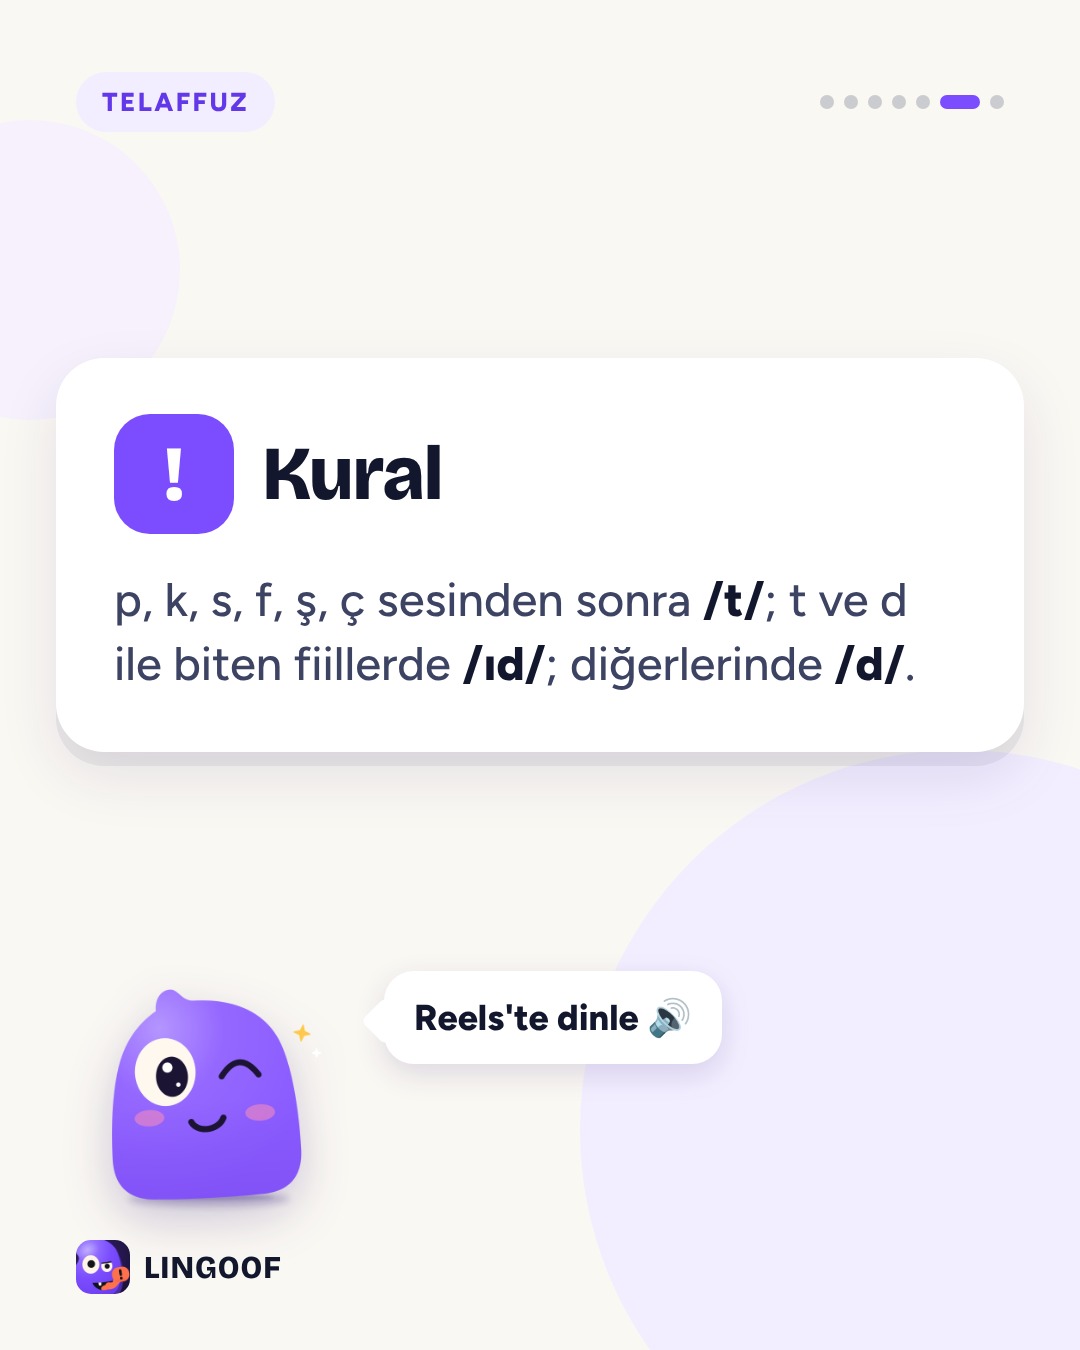 TELAFFUZ
!
Kural
p, k, s, f, ş, ç sesinden sonra /t/; t ve d
ile biten fiillerde /ıd/; diğerlerinde /d/.
Reels'te dinle 🔊
LINGOOF